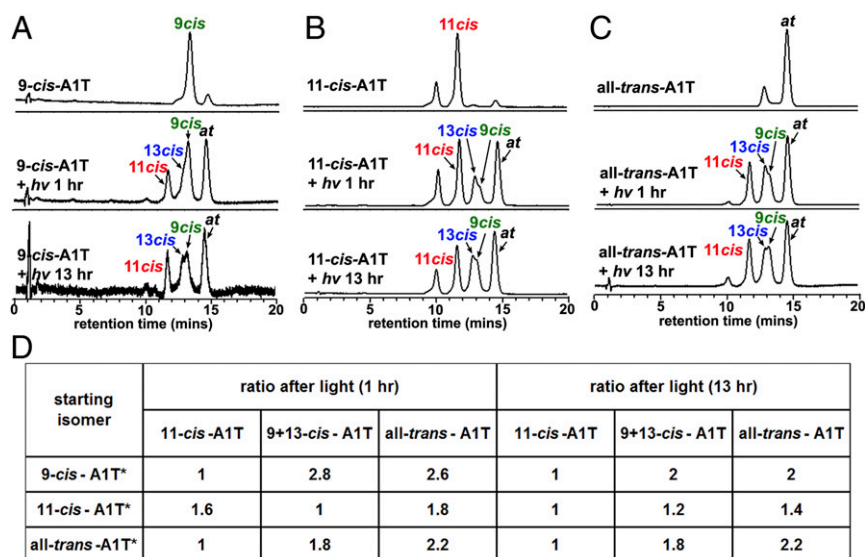 A
9cis
9-cis-A1T
9cis
13cis
at
11cis
9-cis-A1T
+ hv 1 hr
9cis
13cis
at
11cis
9-cis-A1T
+ hv 13 hr
0 5 10 15 20
retention time (mins)
B
11cis
11-cis-A1T
13cis 9cis
at
11cis
11-cis-A1T
+ hv 1 hr
9cis
13cis
at
11cis
11-cis-A1T
+ hv 13 hr
0 5 10 15 20
retention time (mins)
C
at
all-trans-A1T
9cis
13cis
at
11cis
all-trans-A1T
+ hv 1 hr
9cis
13cis
at
11cis
all-trans-A1T
+ hv 13 hr
0 5 10 15 20
retention time (mins)
D
starting isomer
ratio after light (1 hr) ratio after light (13 hr)
11-cis - A1T 9+13-cis - A1T all-trans - A1T 11-cis - A1T 9+13-cis - A1T all-trans - A1T
9-cis - A1T* 1 2.8 2.6 1 2 2
11-cis - A1T* 1.6 1 1.8 1 1.2 1.4
all-trans -A1T* 1 1.8 2.2 1 1.8 2.2